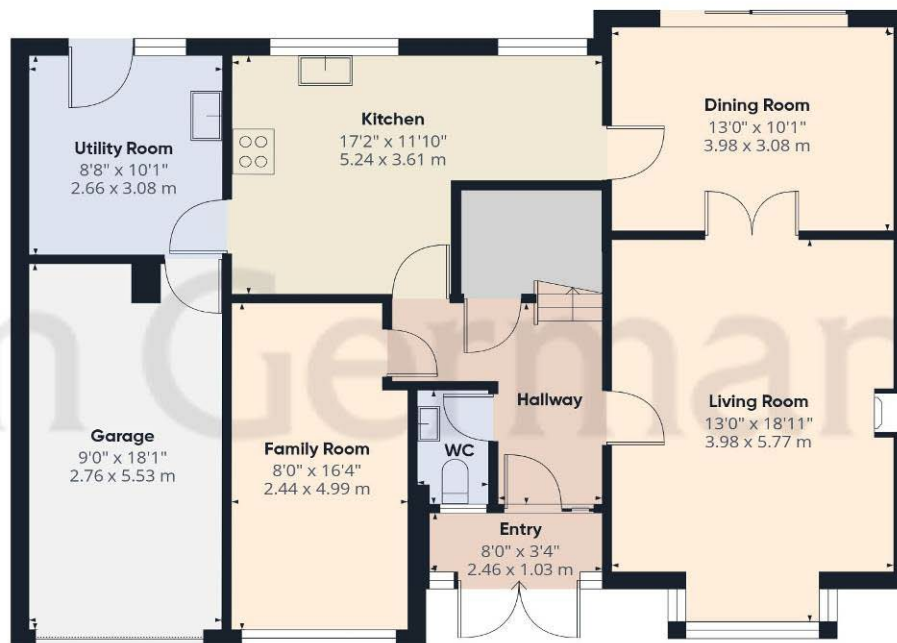 Kitchen
17'2" x 11'10"
5.24 x 3.61 m
Dining Room
13'0" x 10'1"
3.98 x 3.08 m
Utility Room
8'8" x 10'1"
2.66 x 3.08 m
Garage
9'0" x 18'1"
2.76 x 5.53 m
Family Room
8'0" x 16'4"
2.44 x 4.99 m
WC
Hallway
Living Room
13'0" x 18'11"
3.98 x 5.77 m
Entry
8'0" x 3'4"
2.46 x 1.03 m
n German